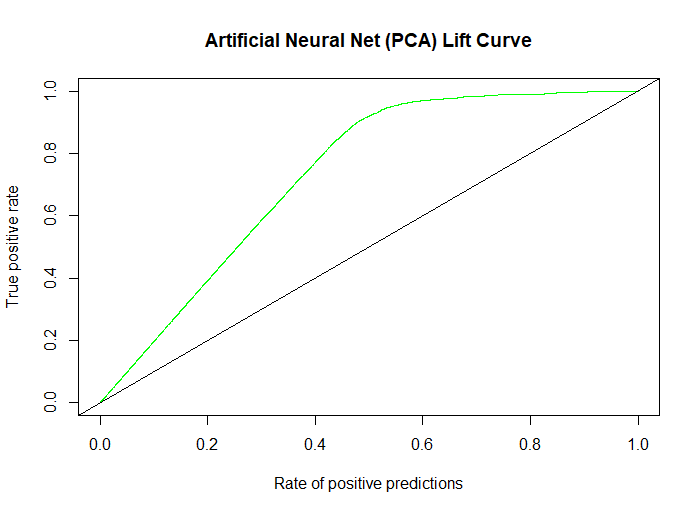 Artificial Neural Net (PCA) Lift Curve
True positive rate
1.0
0.8
0.6
0.4
0.2
0.0
0.0 0.2 0.4 0.6 0.8 1.0
Rate of positive predictions